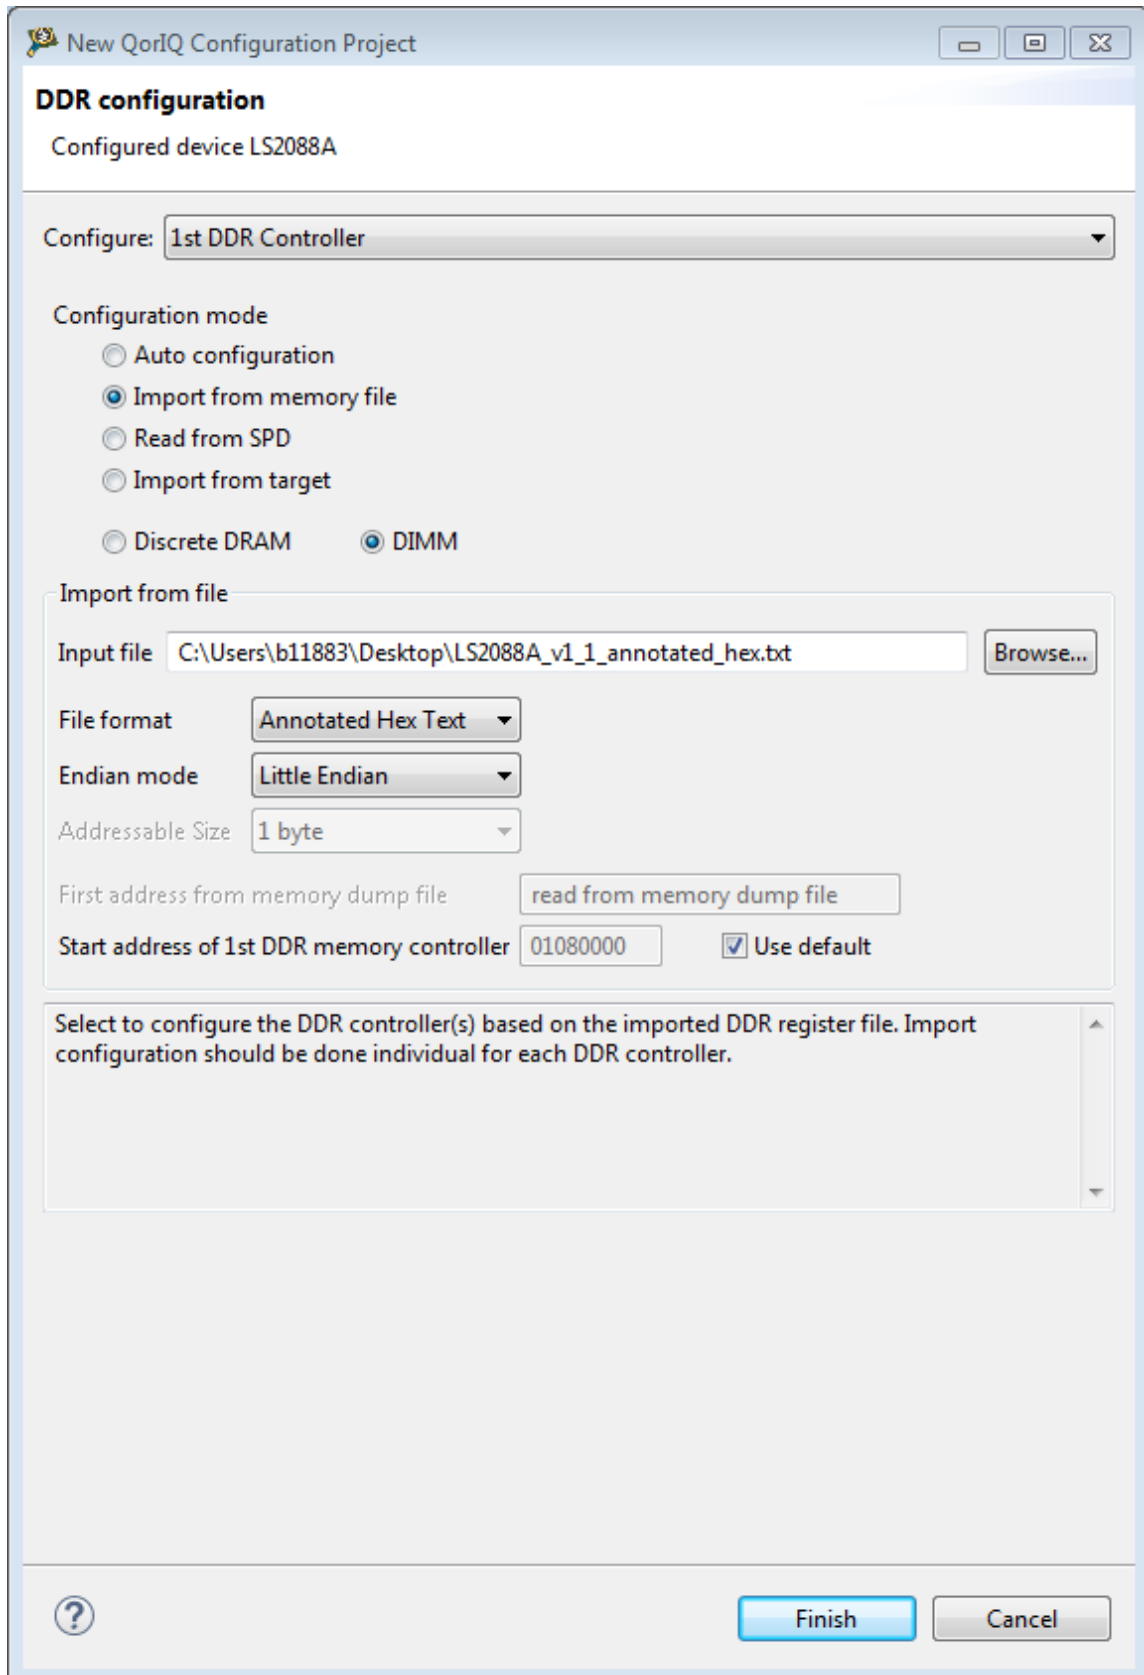 New QorIQ Configuration Project
DDR configuration
Configured device LS2088A
Configure: 1st DDR Controller
Configuration mode
Auto configuration
Import from memory file
Read from SPD
Import from target
Discrete DRAM DIMM
Import from file
Input file C:\Users\b11883\Desktop\LS2088A_v1_1_annotated_hex.txt Browse...
File format Annotated Hex Text
Endian mode Little Endian
Addressable Size 1 byte
First address from memory dump file read from memory dump file
Start address of 1st DDR memory controller 01080000 Use default
Select to configure the DDR controller(s) based on the imported DDR register file. Import
configuration should be done individual for each DDR controller.
? Finish Cancel